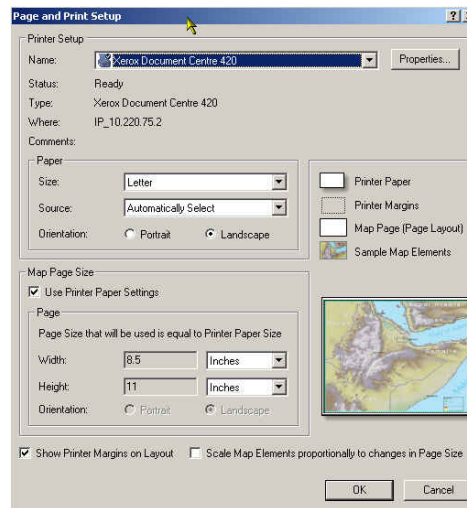 Page and Print Setup
Printer Setup
Name: Xerox Document Centre 420 Properties...
Status: Ready
Type: Xerox Document Centre 420
Where: IP_10.220.75.2
Comments:
Paper
Size: Letter
Source: Automatically Select
Orientation: Portrait Landscape
Printer Paper
Printer Margins
Map Page (Page Layout)
Sample Map Elements
Map Page Size
Use Printer Paper Settings
Page
Page Size that will be used is equal to Printer Paper Size
Width: 8.5 Inches
Height: 11 Inches
Orientation: Portrait Landscape
Show Printer Margins on Layout Scale Map Elements proportionally to changes in Page Size
OK Cancel